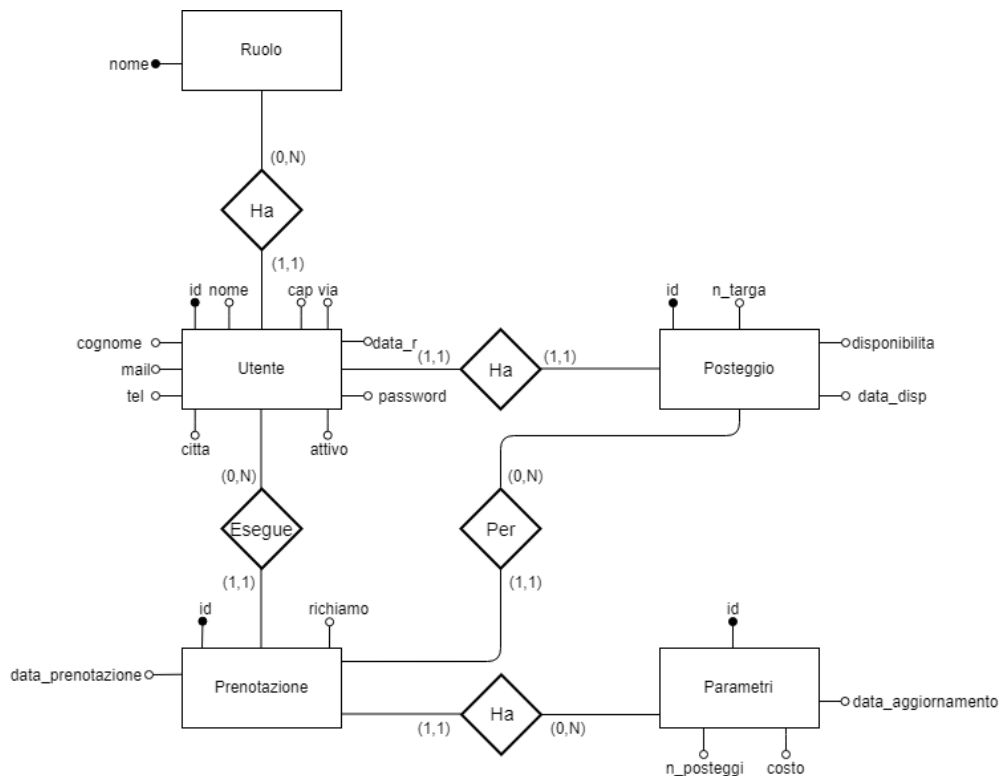 Ruolo
nome
(0,N)
Ha
(1,1)
id nome cap via
cognome
data_r
mail
Utente
tel
password
citta
attivo
(1,1)
Ha
(1,1)
id
n_targa
disponibilita
Posteggio
data_disp
(0,N)
Esegue
(1,1)
(0,N)
Per
(1,1)
id
richiamo
data_prenotazione
Prenotazione
(1,1)
Ha
(0,N)
id
Parametri
data_aggiornamento
n_posteggi
costo